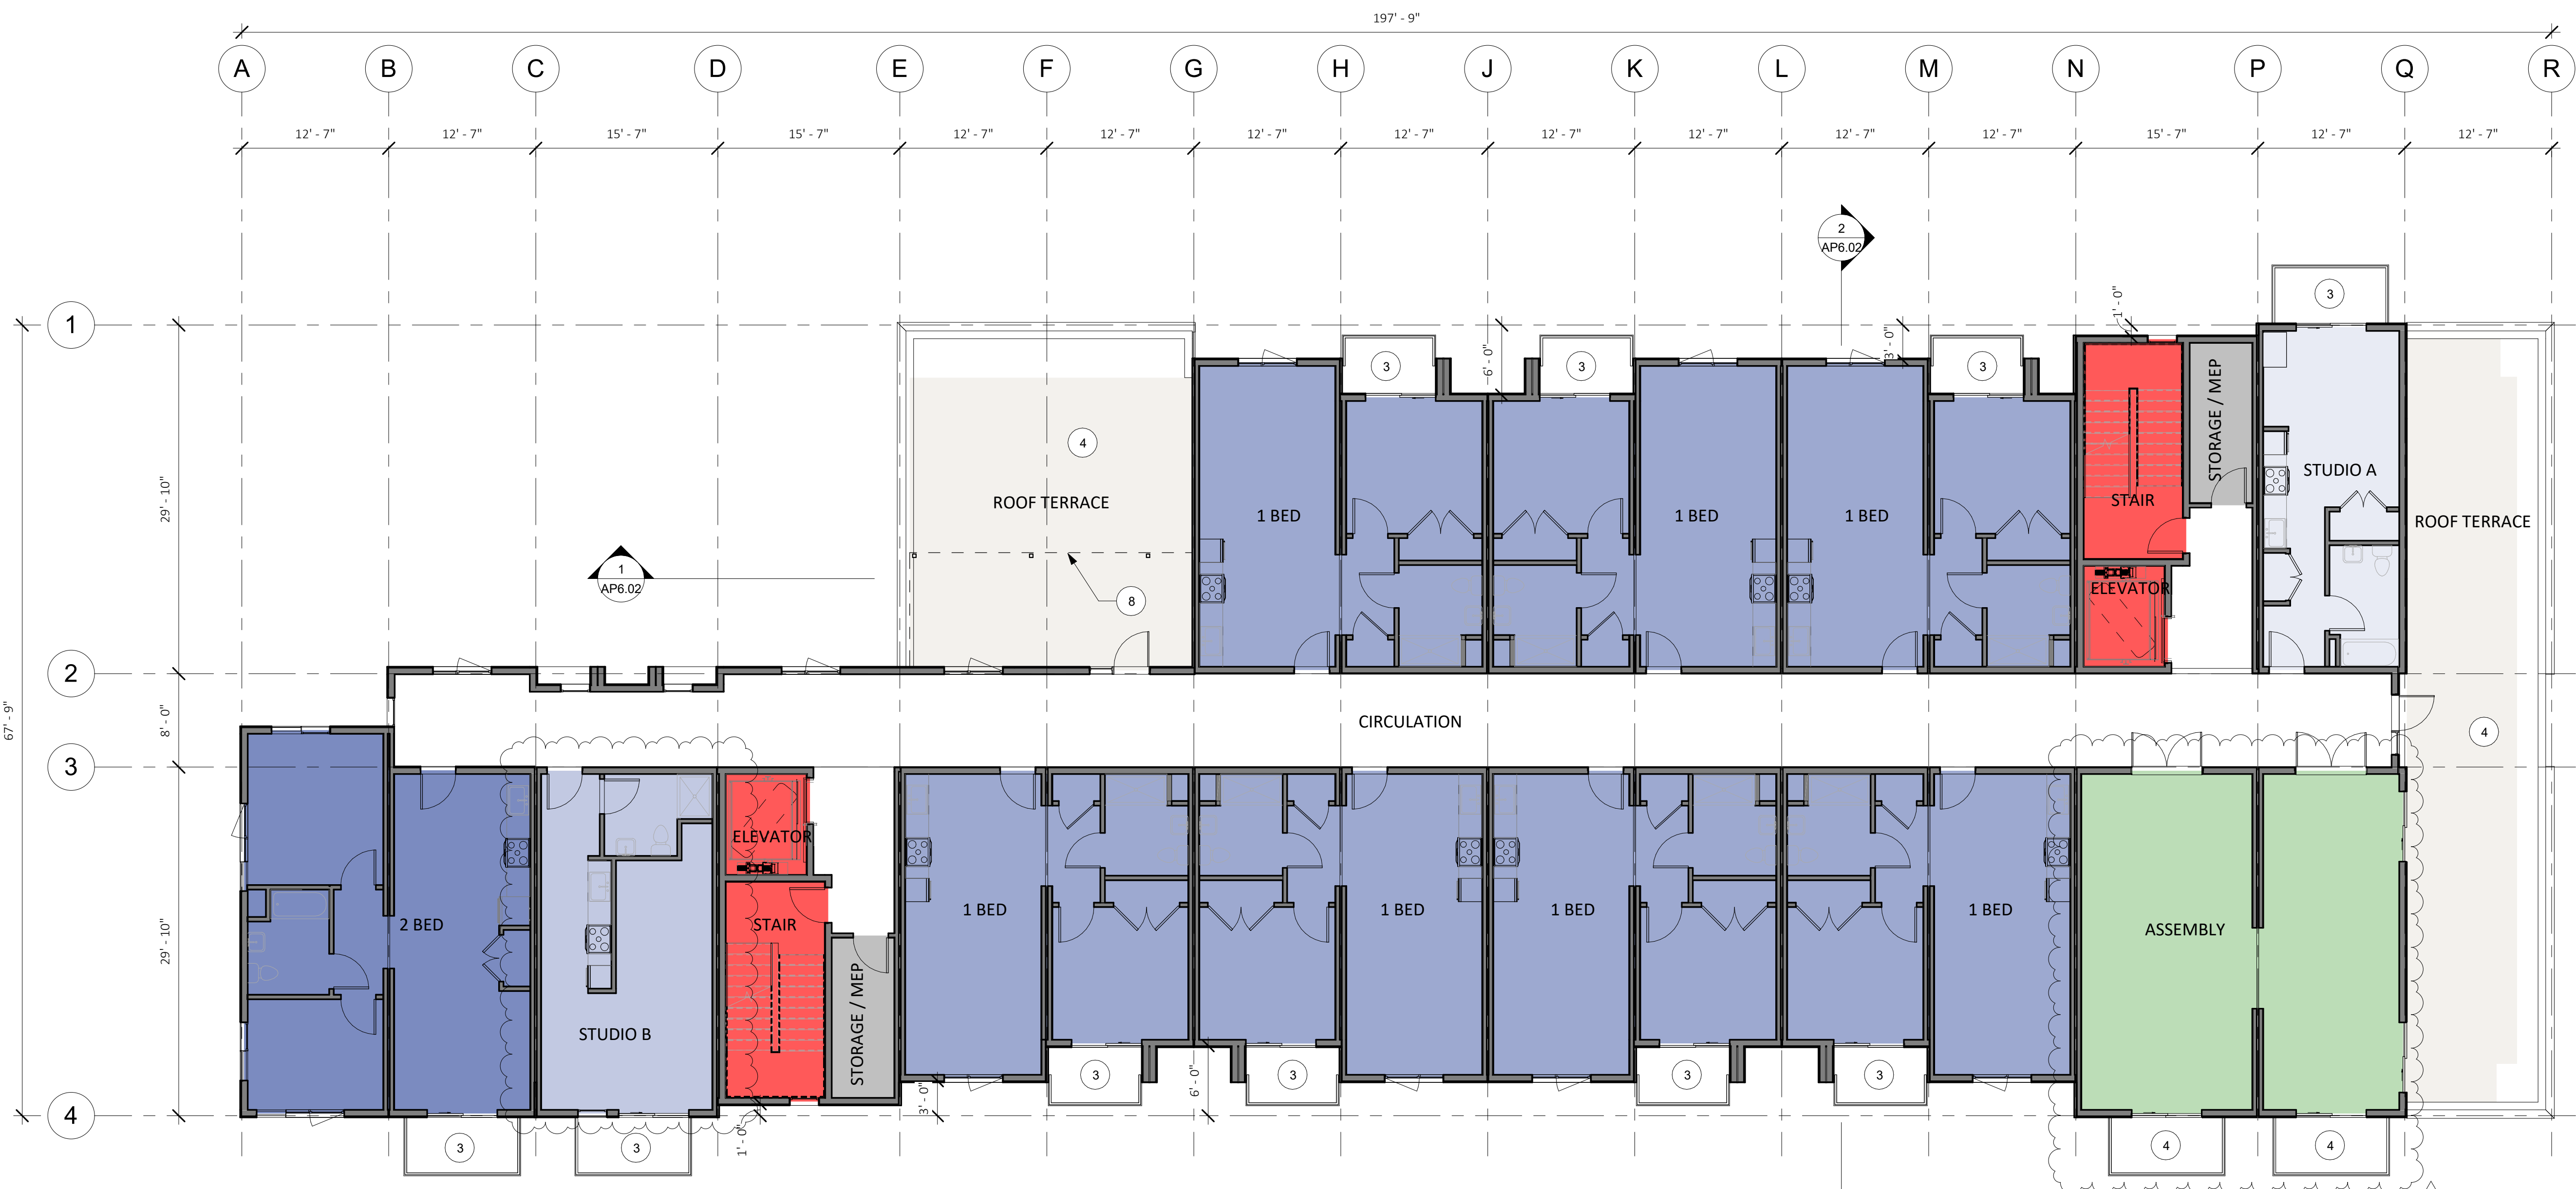 197' - 9"
A B C D E F G H J K L M N P Q R
12' - 7" 12' - 7" 15' - 7" 15' - 7" 12' - 7" 12' - 7" 12' - 7" 12' - 7" 12' - 7" 12' - 7" 12' - 7" 12' - 7" 15' - 7" 12' - 7" 12' - 7"
2
AP6.02
3
1' - 0"
1
6' - 0"
3' - 0"
3
3
3
4
STORAGE / MEP
STUDIO A
29' - 10"
ROOF TERRACE
STAIR
1 BED
1 BED
1 BED
ROOF TERRACE
1
AP6.02
ELEVATOR
8
2
67' - 9"
8' - 0"
CIRCULATION
4
3
ELEVATOR
2 BED
STAIR
1 BED
1 BED
1 BED
1 BED
ASSEMBLY
29' - 10"
STUDIO B
STORAGE / MEP
3
3
3
3
3' - 0"
6' - 0"
4
1' - 0"
3
3
4
4